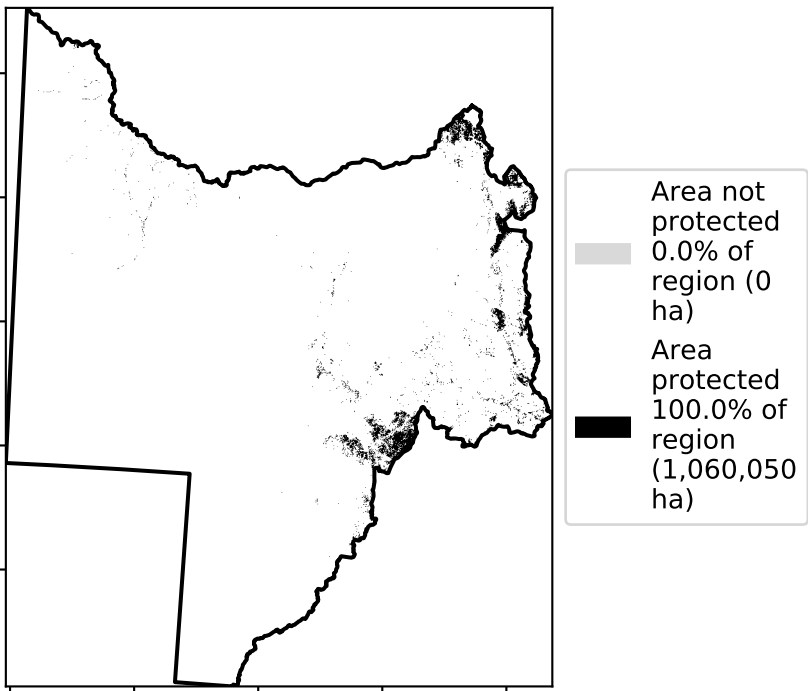 Area not
protected
0.0% of
region (0
ha)
Area
protected
100.0% of
region
(1,060,050
ha)